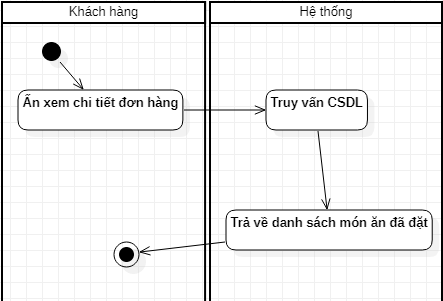 Khách hàng
Hệ thống
Ấn xem chi tiết đơn hàng
Truy vấn CSDL
Trả về danh sách món ăn đã đặt